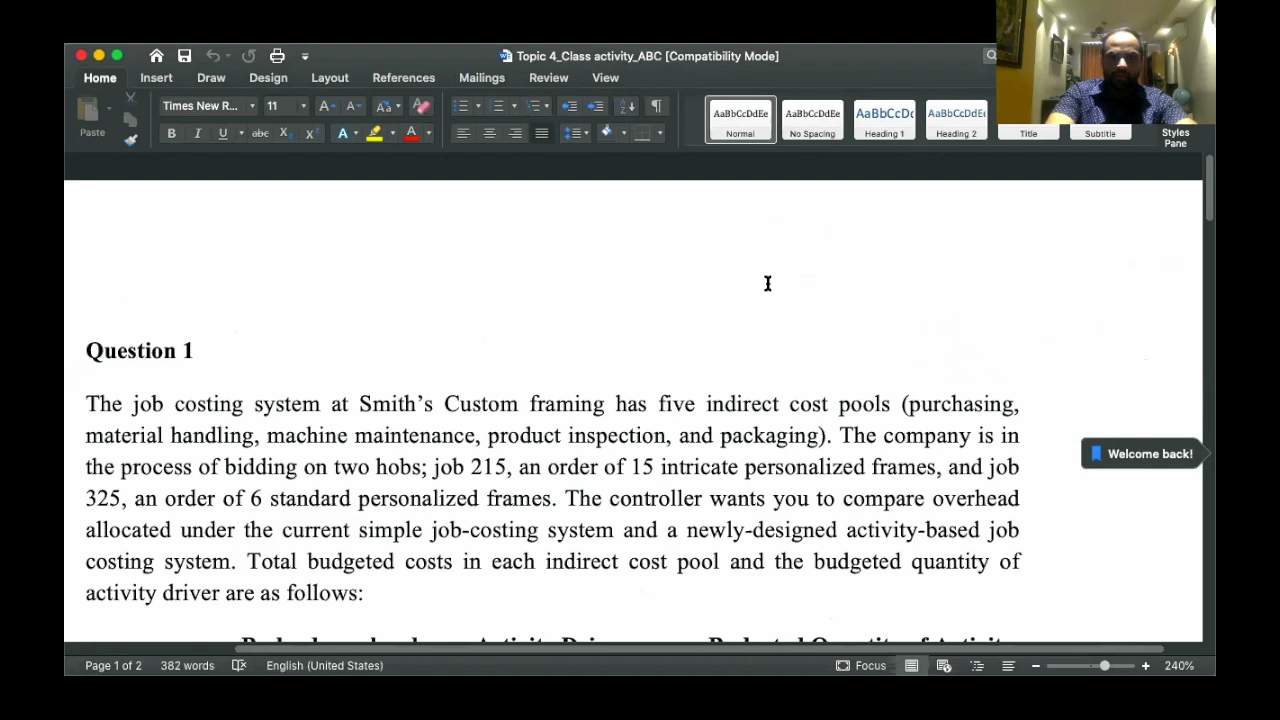 Topic 4_Class activity_ABC [Compatibility Mode]
Home Insert Draw Design Layout References Mailings Review View
Paste
Times New R... 11
AaBbCcDdEe AaBbCcDdEe AaBbCcDc AaBbCcDdEe
Normal No Spacing Heading 1 Heading 2 Title Subtitle Styles Pane
Question 1
The job costing system at Smith’s Custom framing has five indirect cost pools (purchasing,
material handling, machine maintenance, product inspection, and packaging). The company is in
the process of bidding on two hobs; job 215, an order of 15 intricate personalized frames, and job
325, an order of 6 standard personalized frames. The controller wants you to compare overhead
allocated under the current simple job-costing system and a newly-designed activity-based job
costing system. Total budgeted costs in each indirect cost pool and the budgeted quantity of
activity driver are as follows:
Welcome back!
Page 1 of 2 382 words English (United States) Focus 240%